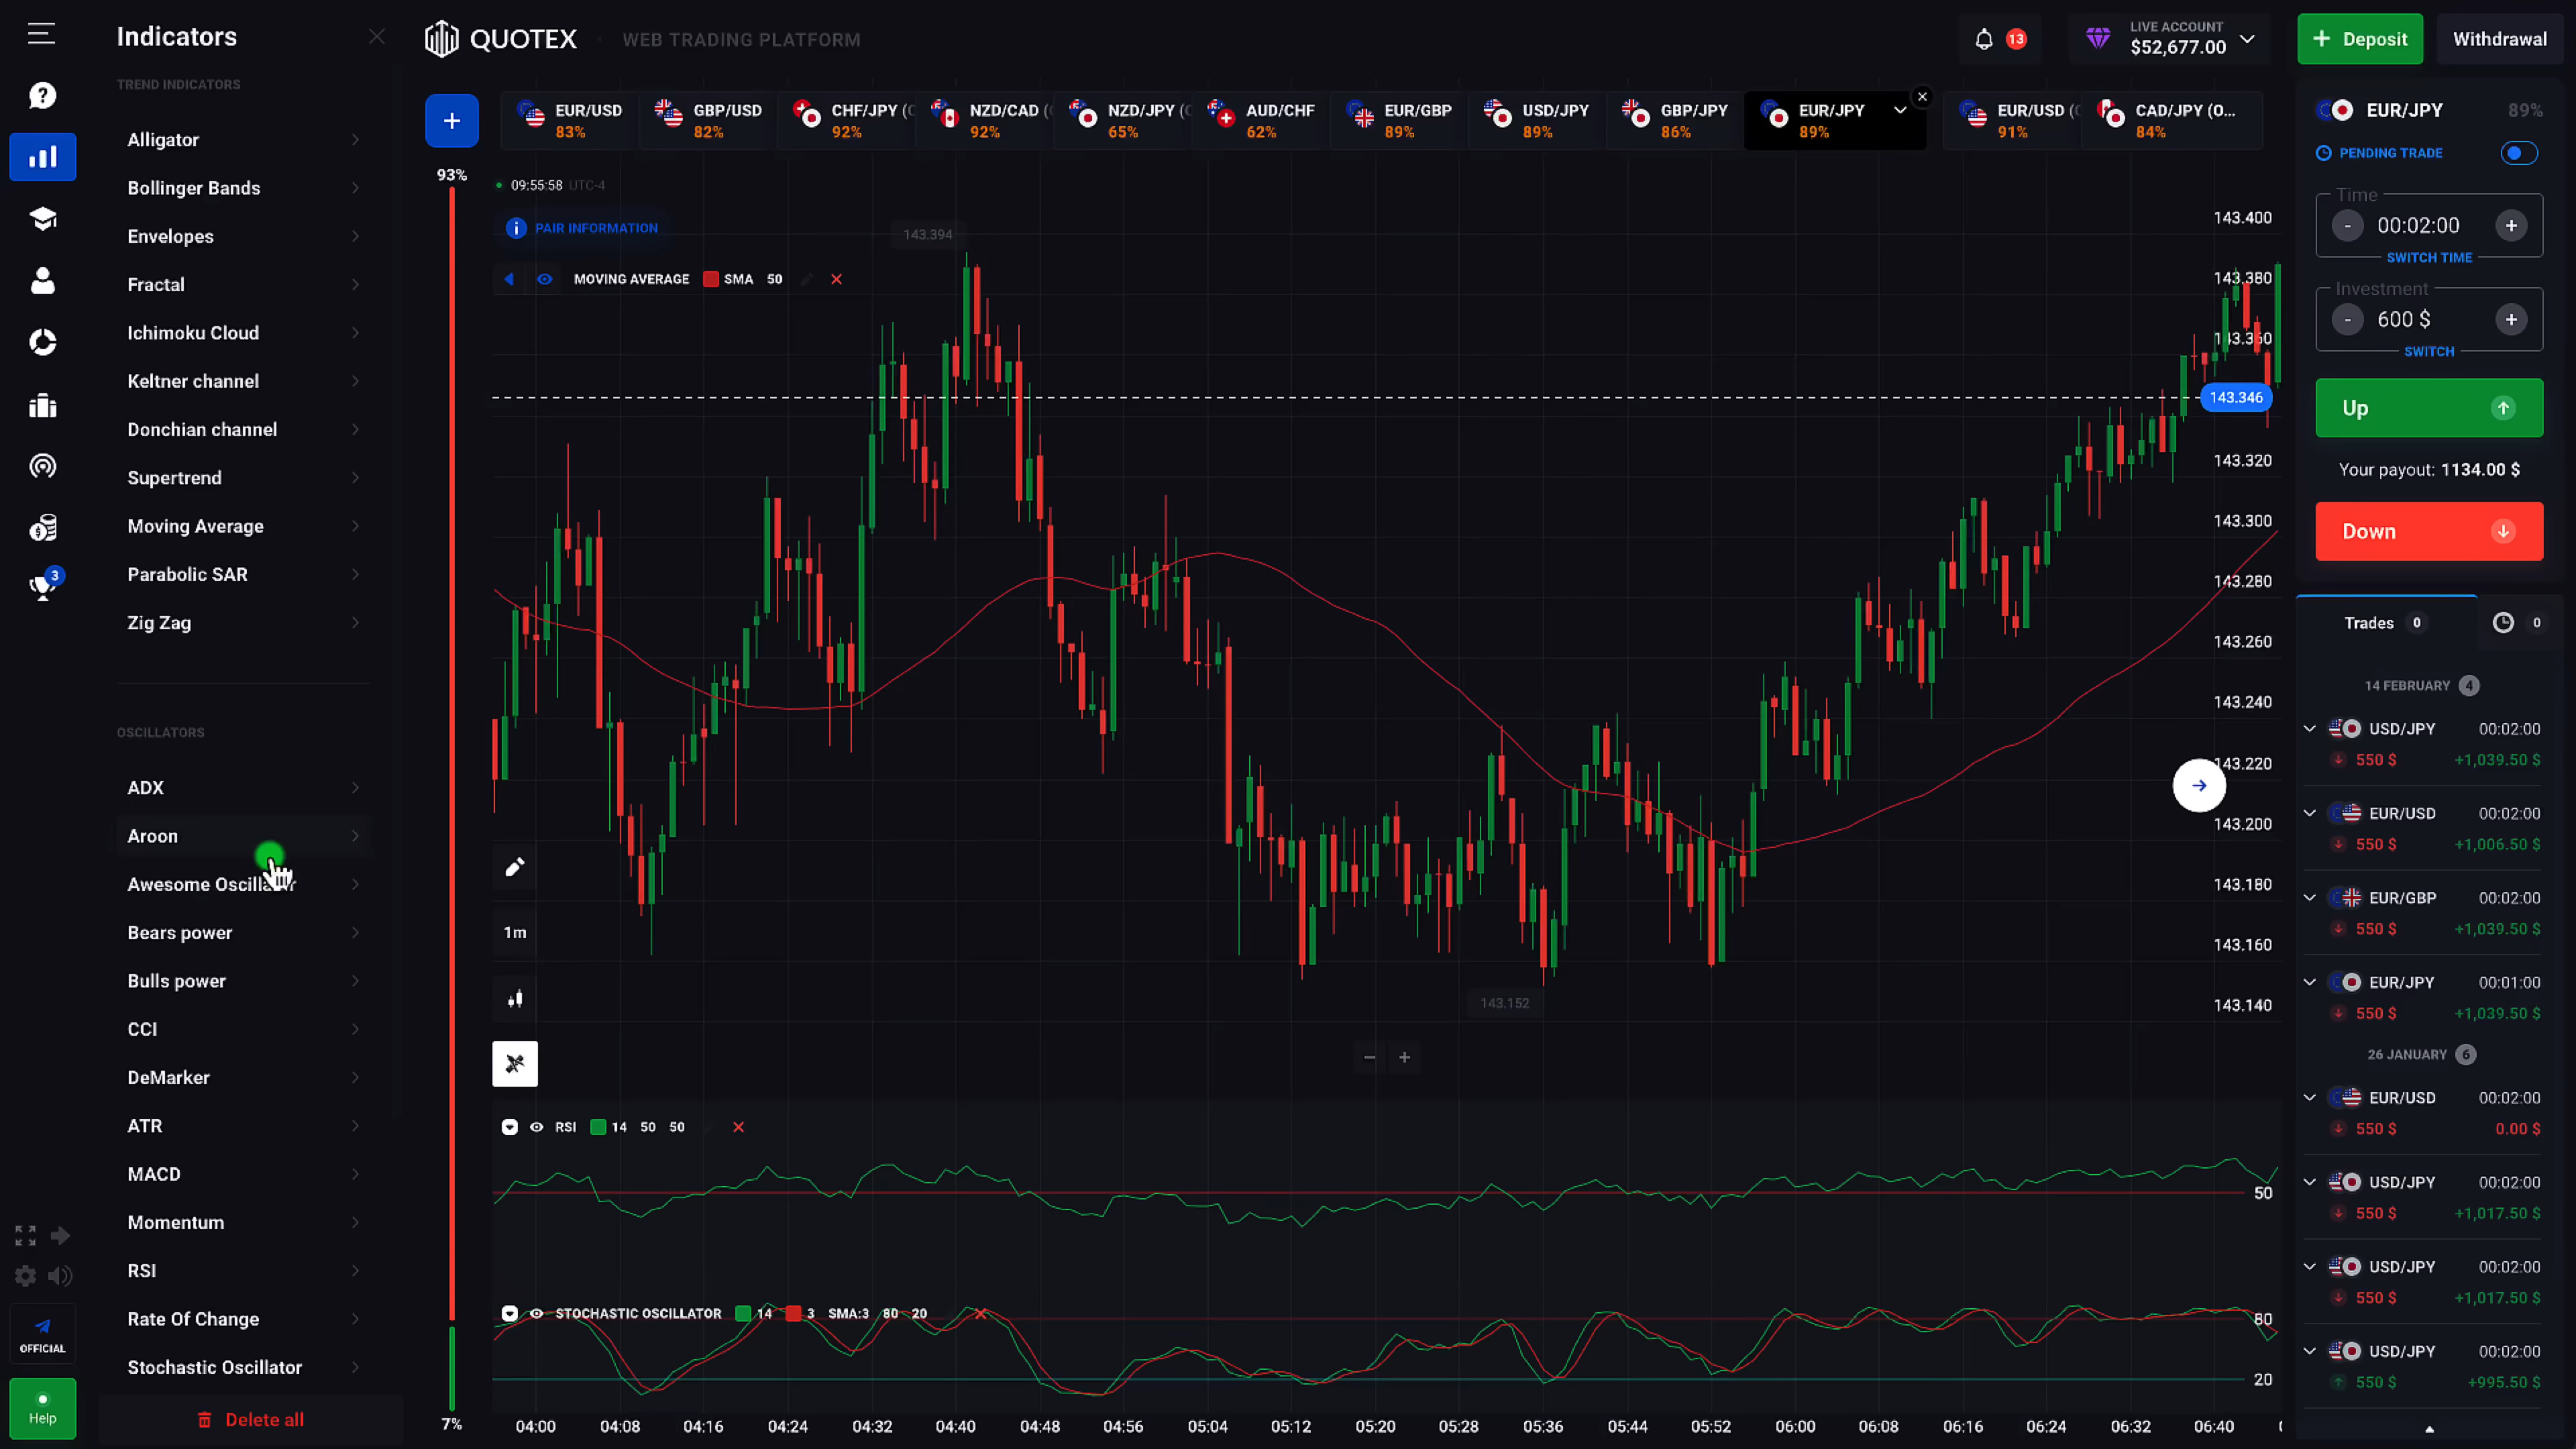 Indicators
TREND INDICATORS
Alligator
Bollinger Bands
Envelopes
Fractal
Ichimoku Cloud
Keltner channel
Donchian channel
Supertrend
Moving Average
Parabolic SAR
Zig Zag
OSCILLATORS
ADX
Aroon
Awesome Oscillator
Bears power
Bulls power
CCI
DeMarker
ATR
MACD
Momentum
RSI
Rate Of Change
Stochastic Oscillator
Delete all
3
OFFICIAL
Help
QUOTEX WEB TRADING PLATFORM
13
LIVE ACCOUNT
$52,677.00
+ Deposit
Withdrawal
+
EUR/USD
83%
GBP/USD
82%
CHF/JPY (
92%
NZD/CAD (
92%
NZD/JPY (
65%
AUD/CHF
62%
EUR/GBP
89%
USD/JPY
89%
GBP/JPY
86%
EUR/JPY
89%
EUR/USD (
91%
CAD/JPY (O...
84%
93%
7%
09:55:58 UTC-4
PAIR INFORMATION
MOVING AVERAGE SMA 50
143.394
143.152
1m
143.400
143.380
143.360
143.346
143.320
143.300
143.280
143.260
143.240
143.220
143.200
143.180
143.160
143.140
RSI 14 50 50
50
STOCHASTIC OSCILLATOR 14 3 SMA:3 80 20
80
20
04:00 04:08 04:16 04:24 04:32 04:40 04:48 04:56 05:04 05:12 05:20 05:28 05:36 05:44 05:52 06:00 06:08 06:16 06:24 06:32 06:40
EUR/JPY 89%
PENDING TRADE
Time
- 00:02:00 +
SWITCH TIME
Investment
- 600 $ +
SWITCH
Up
Your payout: 1134.00 $
Down
Trades 0 0
14 FEBRUARY 4
USD/JPY 00:02:00
550 $ +1,039.50 $
EUR/USD 00:02:00
550 $ +1,006.50 $
EUR/GBP 00:02:00
550 $ +1,039.50 $
EUR/JPY 00:01:00
550 $ +1,039.50 $
26 JANUARY 6
EUR/USD 00:02:00
550 $ 0.00 $
USD/JPY 00:02:00
550 $ +1,017.50 $
USD/JPY 00:02:00
550 $ +1,017.50 $
USD/JPY 00:02:00
550 $ +995.50 $